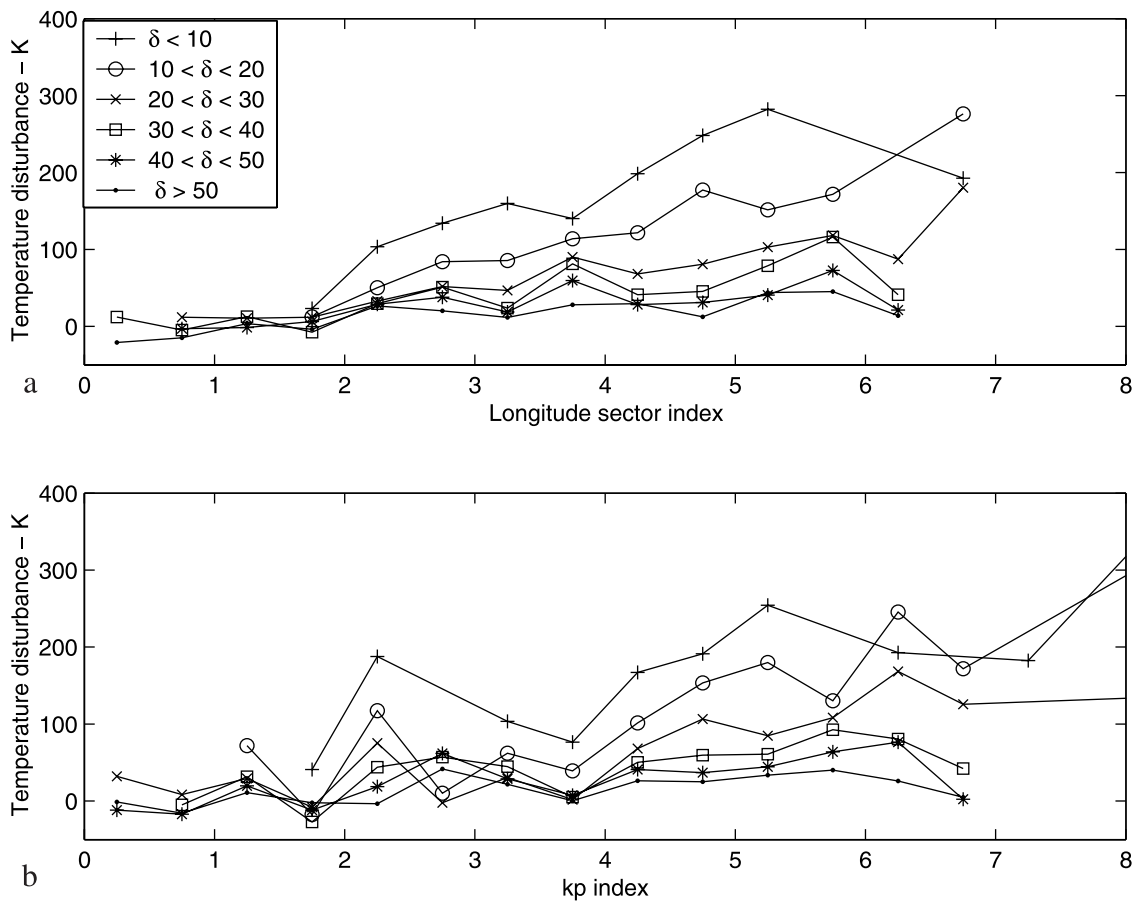 400
300
200
100
0
Temperature disturbance – K
δ < 10
10 < δ < 20
20 < δ < 30
30 < δ < 40
40 < δ < 50
δ > 50
0 1 2 3 4 5 6 7 8
a
Longitude sector index
400
300
200
100
0
Temperature disturbance – K
0 1 2 3 4 5 6 7 8
b
kp index